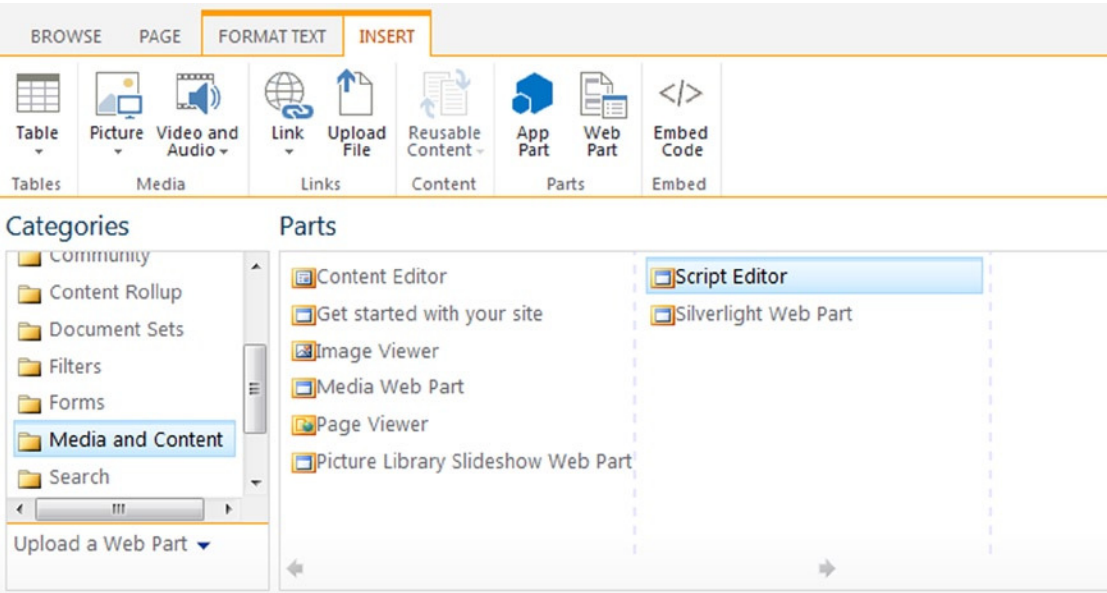 BROWSE PAGE FORMAT TEXT INSERT
Table Picture Video and Audio Link Upload File Reusable Content App Part Web Part </> Embed Code
Tables Media Links Content Parts Embed
Categories
Community
Content Rollup
Document Sets
Filters
Forms
Media and Content
Search
Upload a Web Part
Parts
Content Editor
Get started with your site
Image Viewer
Media Web Part
Page Viewer
Picture Library Slideshow Web Part
Script Editor
Silverlight Web Part